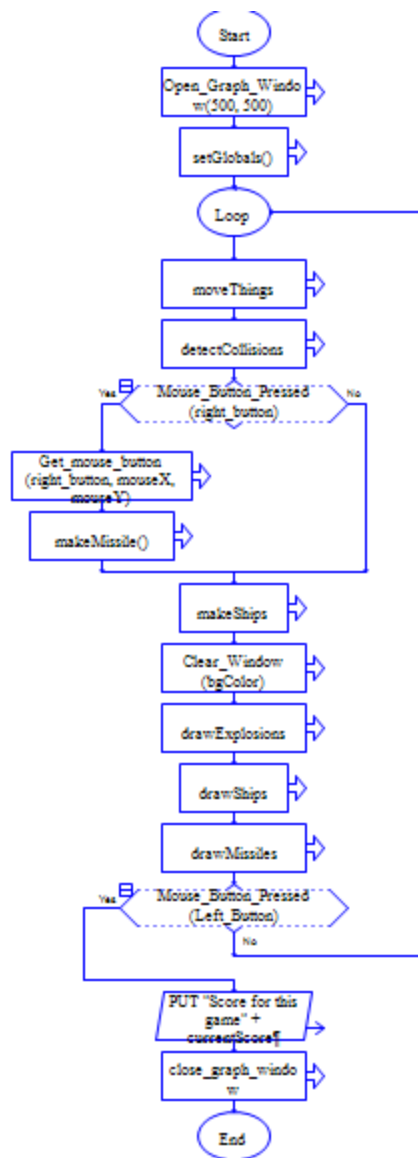 Start
Open_Graph_Windo
w(500, 500)
setGlobals()
Loop
moveThings
detectCollisions
Yes
Mouse_Button_Pressed
(right_button)
No
Get_mouse_button
(right_button, mouseX,
mouseY)
makeMissile()
makeShips
Clear_Window
(bgColor)
drawExplosions
drawShips
drawMissiles
Yes
Mouse_Button_Pressed
(Left_Button)
No
PUT "Score for this
game" +
currentScore¶
close_graph_windo
w
End